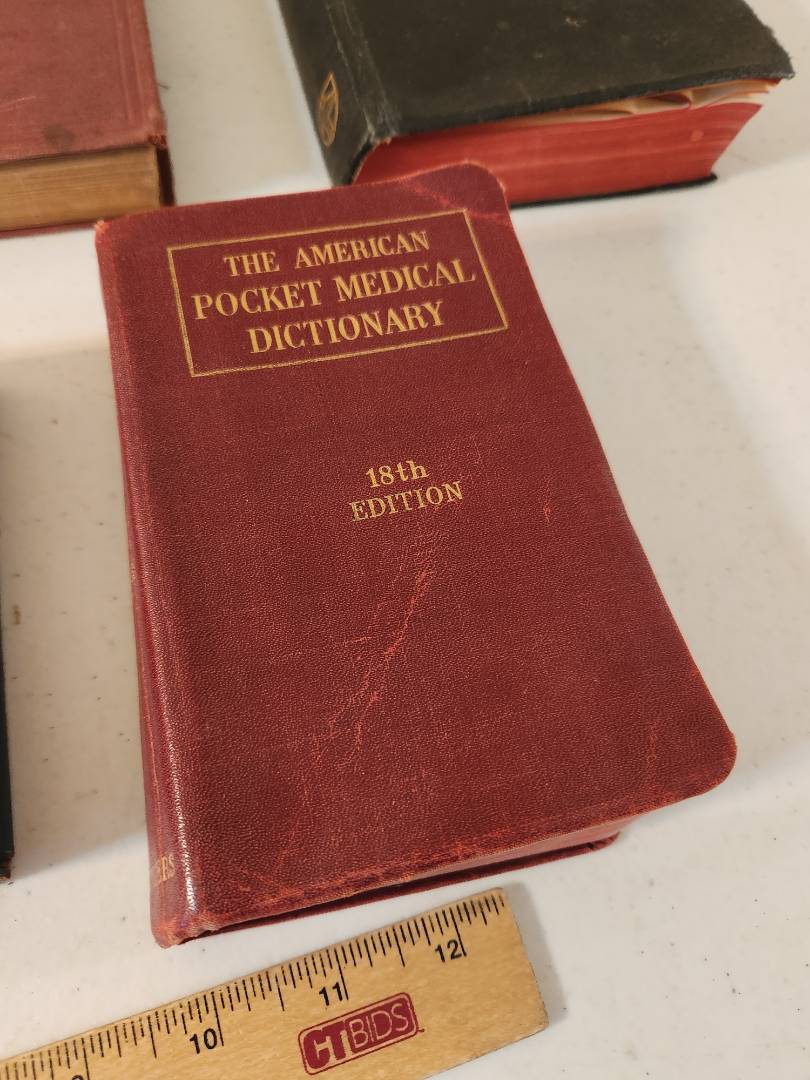 THE AMERICAN
POCKET MEDICAL
DICTIONARY
18th
EDITION
10
11
12
CTBIDS